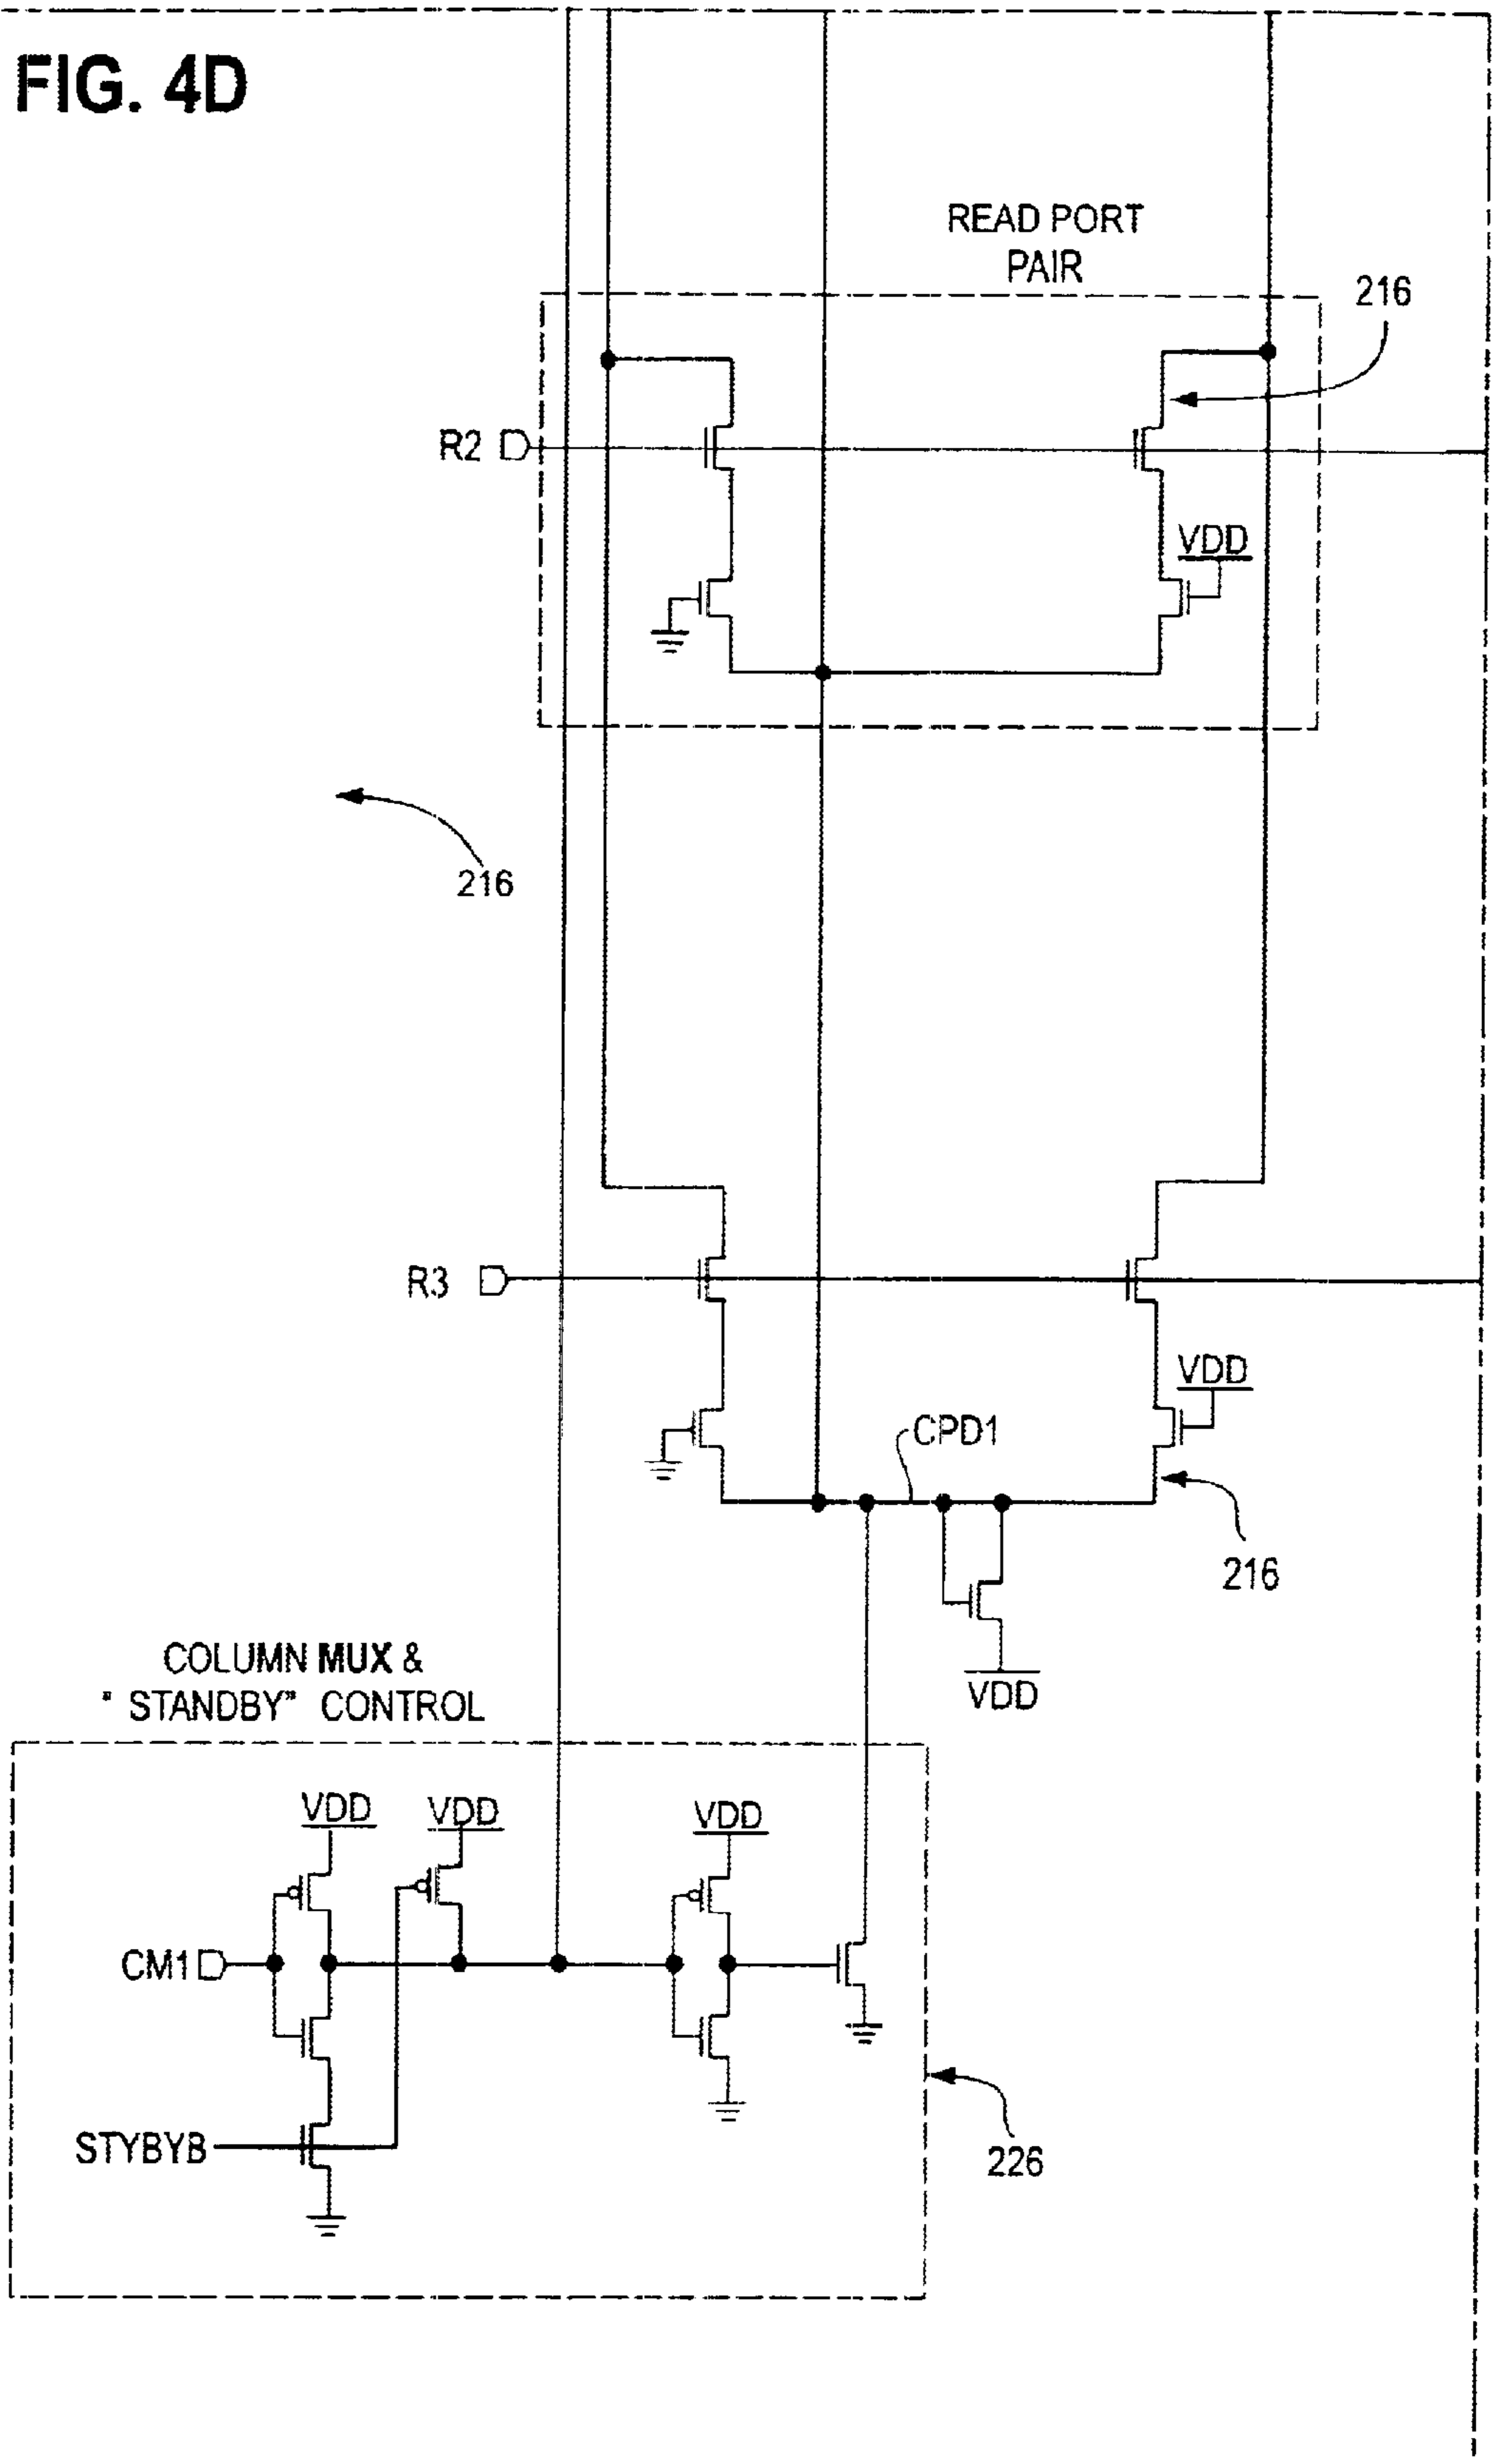 FIG. 4D
READ PORT
PAIR
216
R2
VDD
216
R3
VDD
CPD1
216
VDD
COLUMN MUX &
" STANDBY" CONTROL
VDD
VDD
VDD
CM1
STYBYB
226